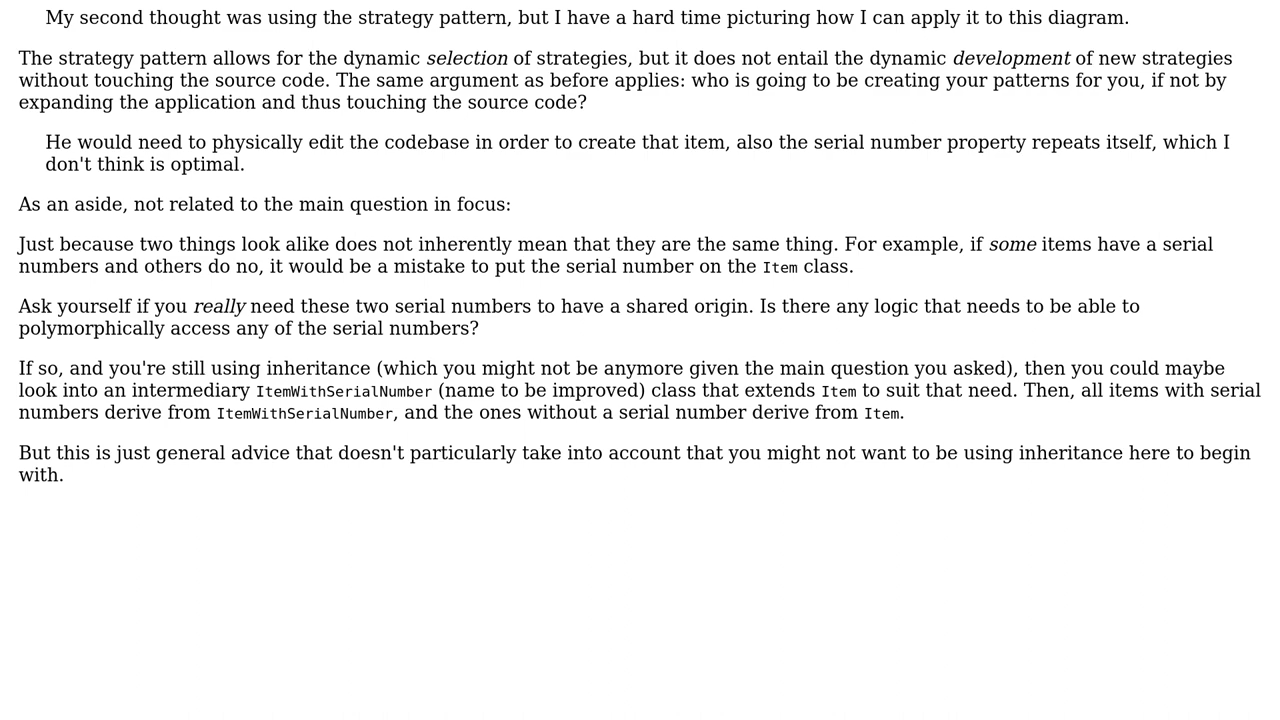 My second thought was using the strategy pattern, but I have a hard time picturing how I can apply it to this diagram.
The strategy pattern allows for the dynamic selection of strategies, but it does not entail the dynamic development of new strategies
without touching the source code. The same argument as before applies: who is going to be creating your patterns for you, if not by
expanding the application and thus touching the source code?
He would need to physically edit the codebase in order to create that item, also the serial number property repeats itself, which I
don't think is optimal.
As an aside, not related to the main question in focus:
Just because two things look alike does not inherently mean that they are the same thing. For example, if some items have a serial
numbers and others do no, it would be a mistake to put the serial number on the Item class.
Ask yourself if you really need these two serial numbers to have a shared origin. Is there any logic that needs to be able to
polymorphically access any of the serial numbers?
If so, and you're still using inheritance (which you might not be anymore given the main question you asked), then you could maybe
look into an intermediary ItemWithSerialNumber (name to be improved) class that extends Item to suit that need. Then, all items with serial
numbers derive from ItemWithSerialNumber, and the ones without a serial number derive from Item.
But this is just general advice that doesn't particularly take into account that you might not want to be using inheritance here to begin
with.